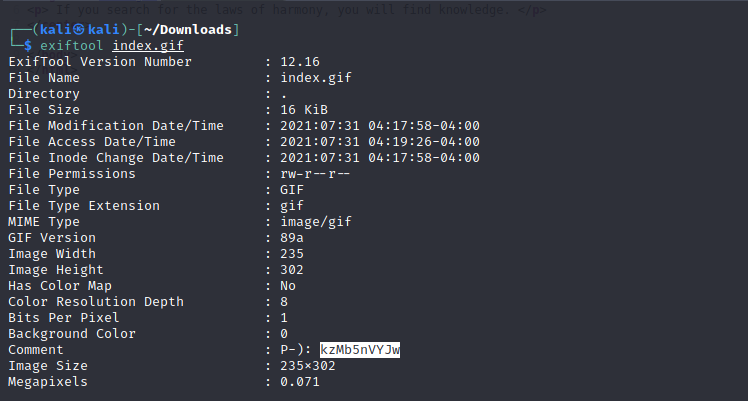 <p> If you search for the laws of harmony, you will find knowledge. </p>
┌──(kali㉿kali)-[~/Downloads]
└─$ exiftool index.gif
ExifTool Version Number : 12.16
File Name : index.gif
Directory : .
File Size : 16 KiB
File Modification Date/Time : 2021:07:31 04:17:58-04:00
File Access Date/Time : 2021:07:31 04:19:26-04:00
File Inode Change Date/Time : 2021:07:31 04:17:58-04:00
File Permissions : rw-r--r--
File Type : GIF
File Type Extension : gif
MIME Type : image/gif
GIF Version : 89a
Image Width : 235
Image Height : 302
Has Color Map : No
Color Resolution Depth : 8
Bits Per Pixel : 1
Background Color : 0
Comment : P-): kzMb5nVYJw
Image Size : 235×302
Megapixels : 0.071